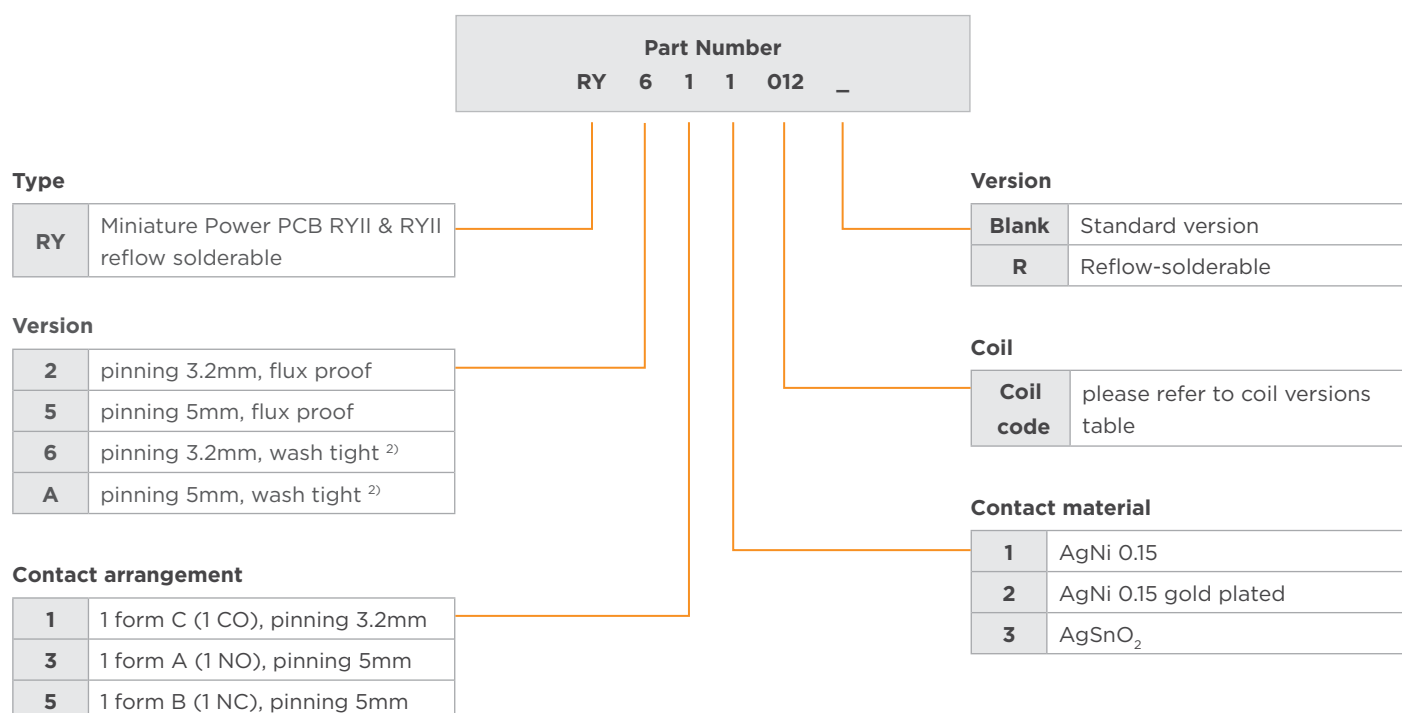 Part Number
RY 6 1 1 012 _
Type
RY Miniature Power PCB RYII & RYII
reflow solderable
Version
2 pinning 3.2mm, flux proof
5 pinning 5mm, flux proof
6 pinning 3.2mm, wash tight 2)
A pinning 5mm, wash tight 2)
Contact arrangement
1 1 form C (1 CO), pinning 3.2mm
3 1 form A (1 NO), pinning 5mm
5 1 form B (1 NC), pinning 5mm
Version
Blank Standard version
R Reflow-solderable
Coil
Coil please refer to coil versions
code table
Contact material
1 AgNi 0.15
2 AgNi 0.15 gold plated
3 AgSnO2